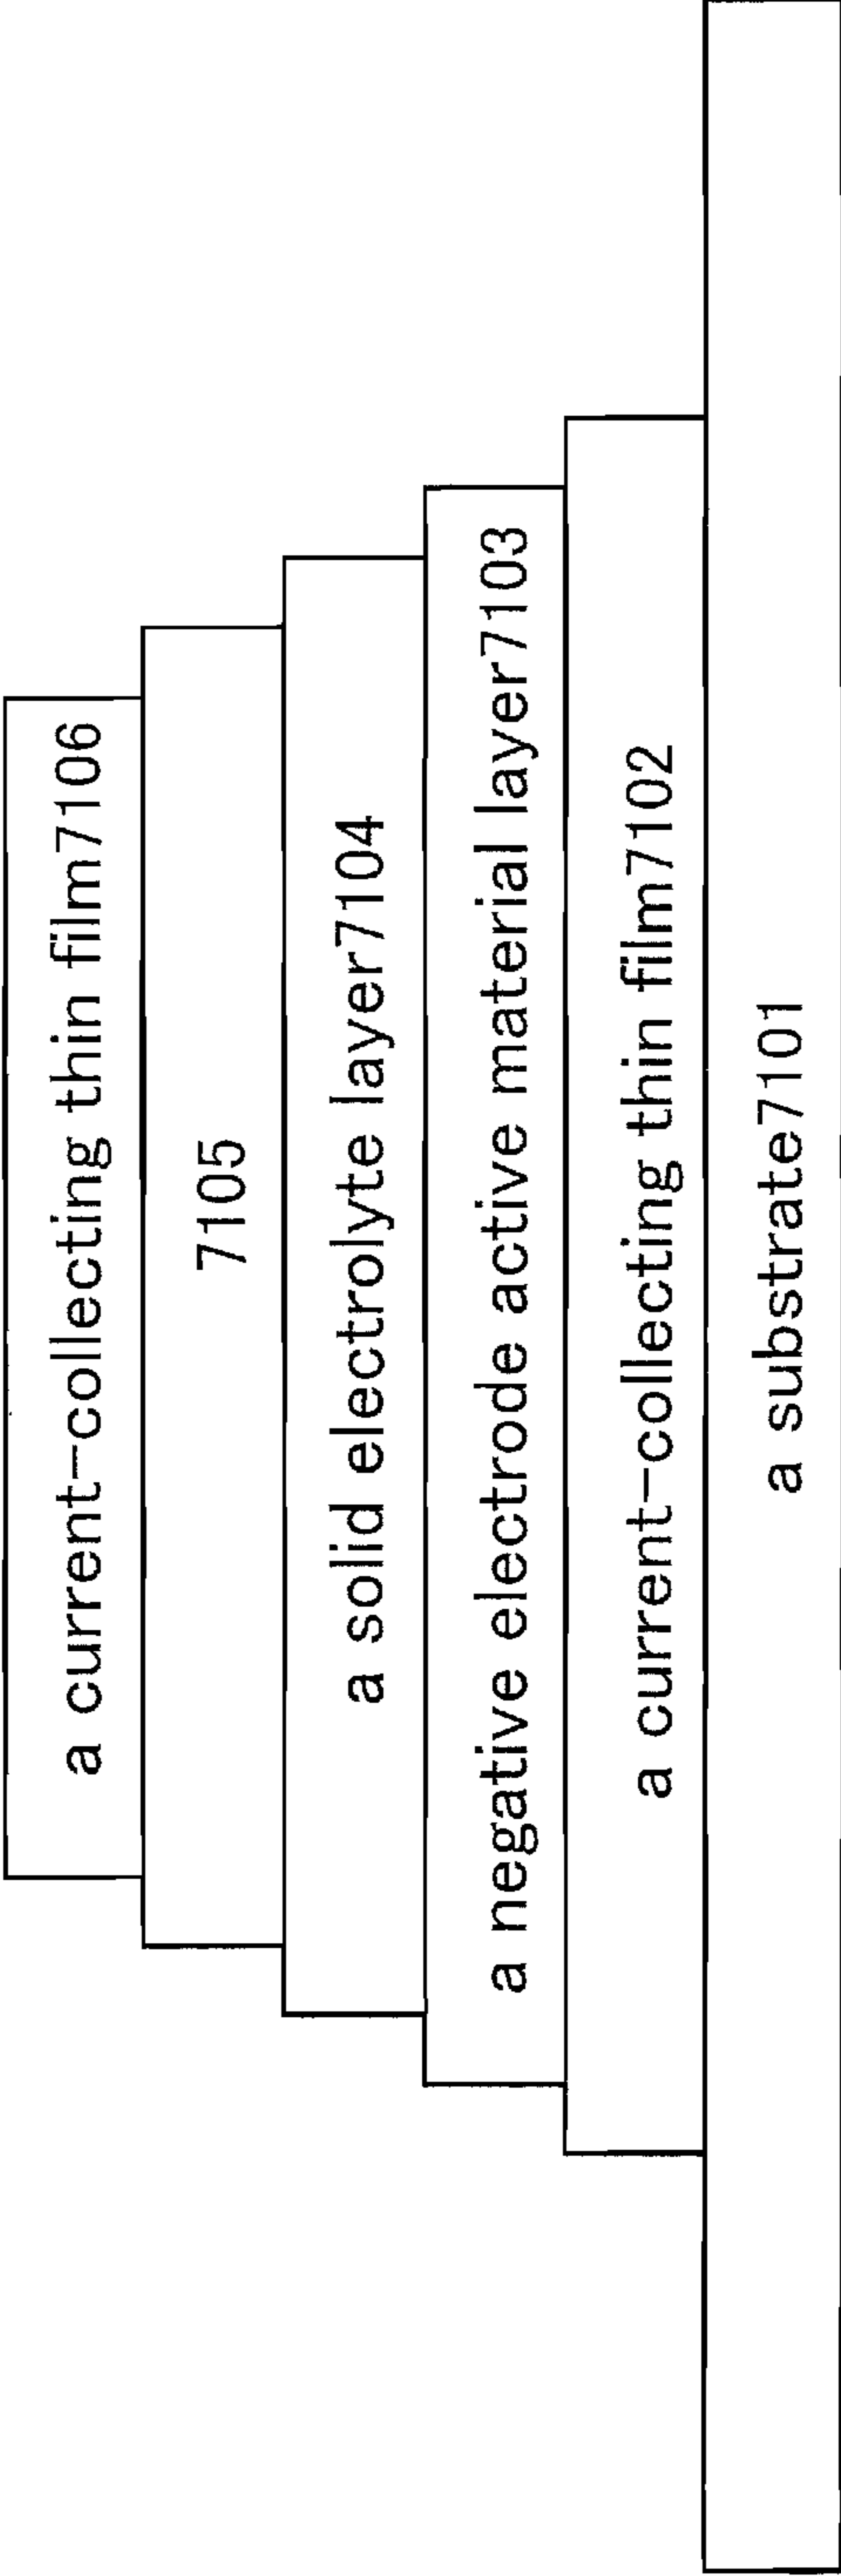 a current-collecting thin film7106
7105
a solid electrolyte layer7104
a negative electrode active material layer7103
a current-collecting thin film7102
a substrate7101